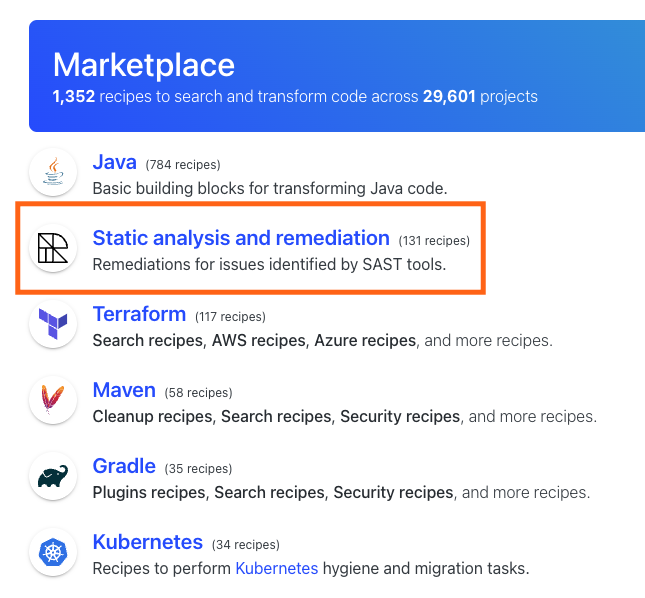 Marketplace
1,352 recipes to search and transform code across 29,601 projects
Java (784 recipes)
Basic building blocks for transforming Java code.
Static analysis and remediation (131 recipes)
Remediations for issues identified by SAST tools.
Terraform (117 recipes)
Search recipes, AWS recipes, Azure recipes, and more recipes.
Maven (58 recipes)
Cleanup recipes, Search recipes, Security recipes, and more recipes.
Gradle (35 recipes)
Plugins recipes, Search recipes, Security recipes, and more recipes.
Kubernetes (34 recipes)
Recipes to perform Kubernetes hygiene and migration tasks.